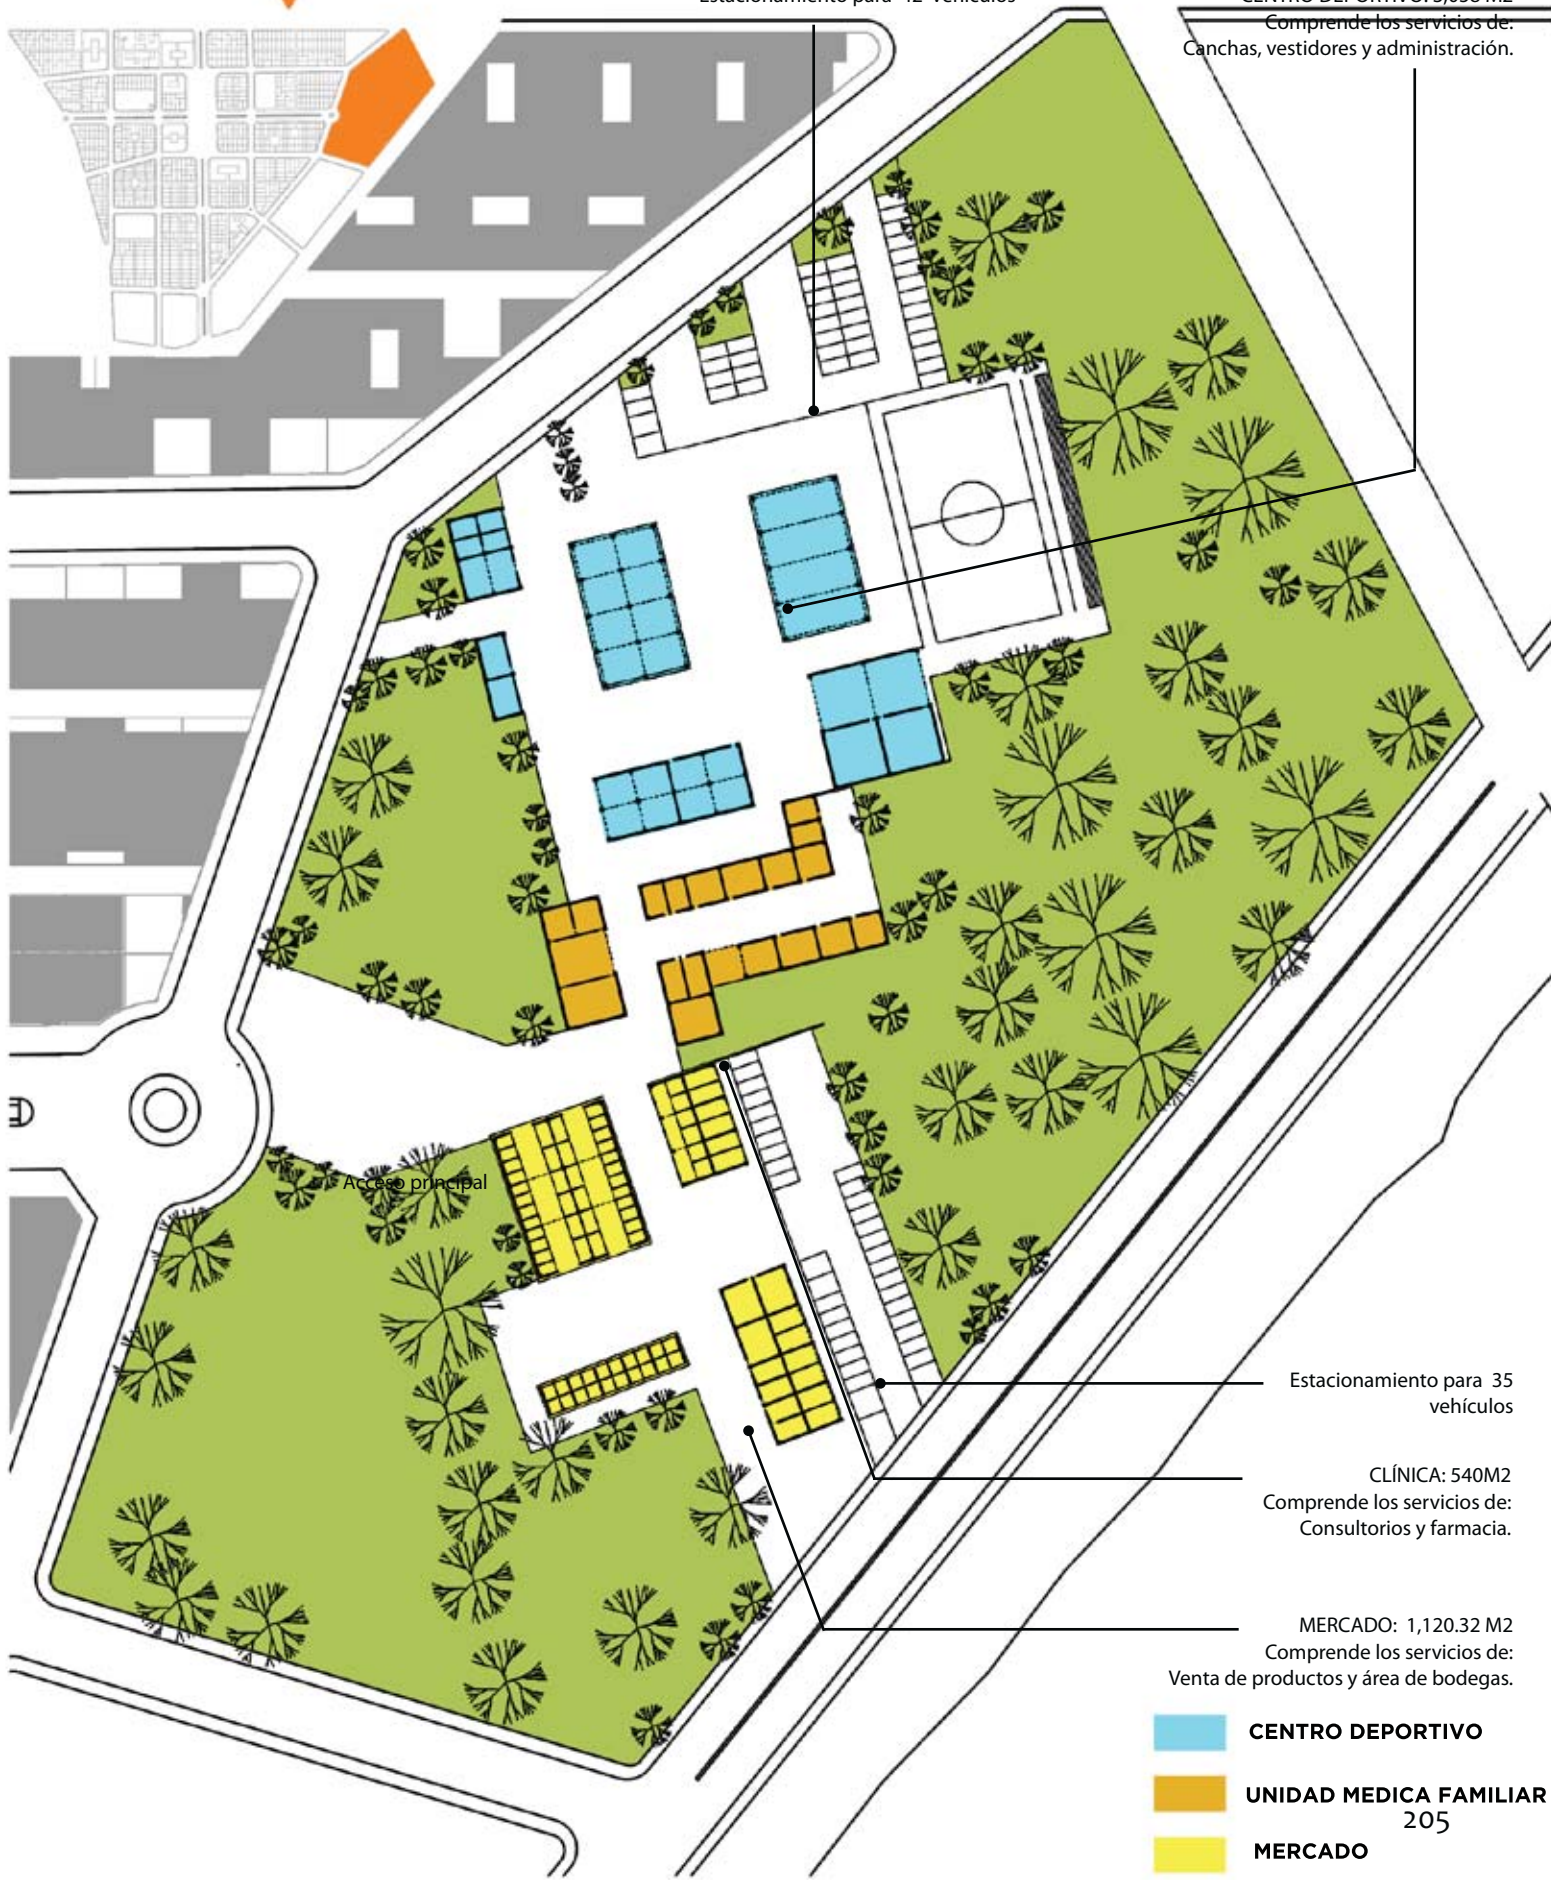 Estacionamiento para 42 vehículos
Comprende los servicios de:
Canchas, vestidores y administración.
Acceso principal
Estacionamiento para 35
vehículos
CLÍNICA: 540M2
Comprende los servicios de:
Consultorios y farmacia.
MERCADO: 1,120.32 M2
Comprende los servicios de:
Venta de productos y área de bodegas.
CENTRO DEPORTIVO
UNIDAD MEDICA FAMILIAR
205
MERCADO